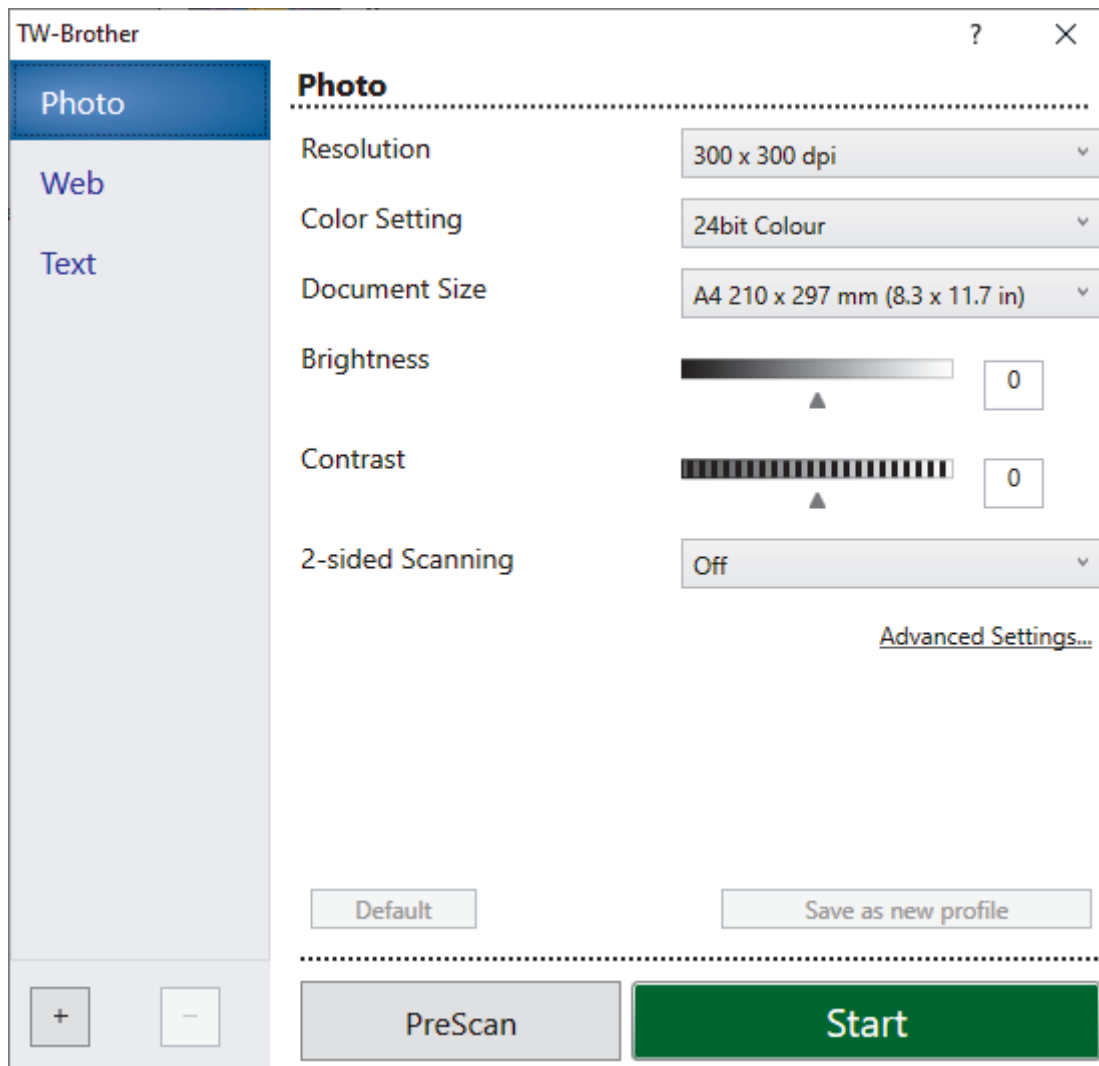 TW-Brother
?
Photo
Web
Text
Photo
Resolution
300 x 300 dpi
Color Setting
24bit Colour
Document Size
A4 210 x 297 mm (8.3 x 11.7 in)
Brightness
0
Contrast
0
2-sided Scanning
Off
Advanced Settings...
Default
Save as new profile
+
−
PreScan
Start